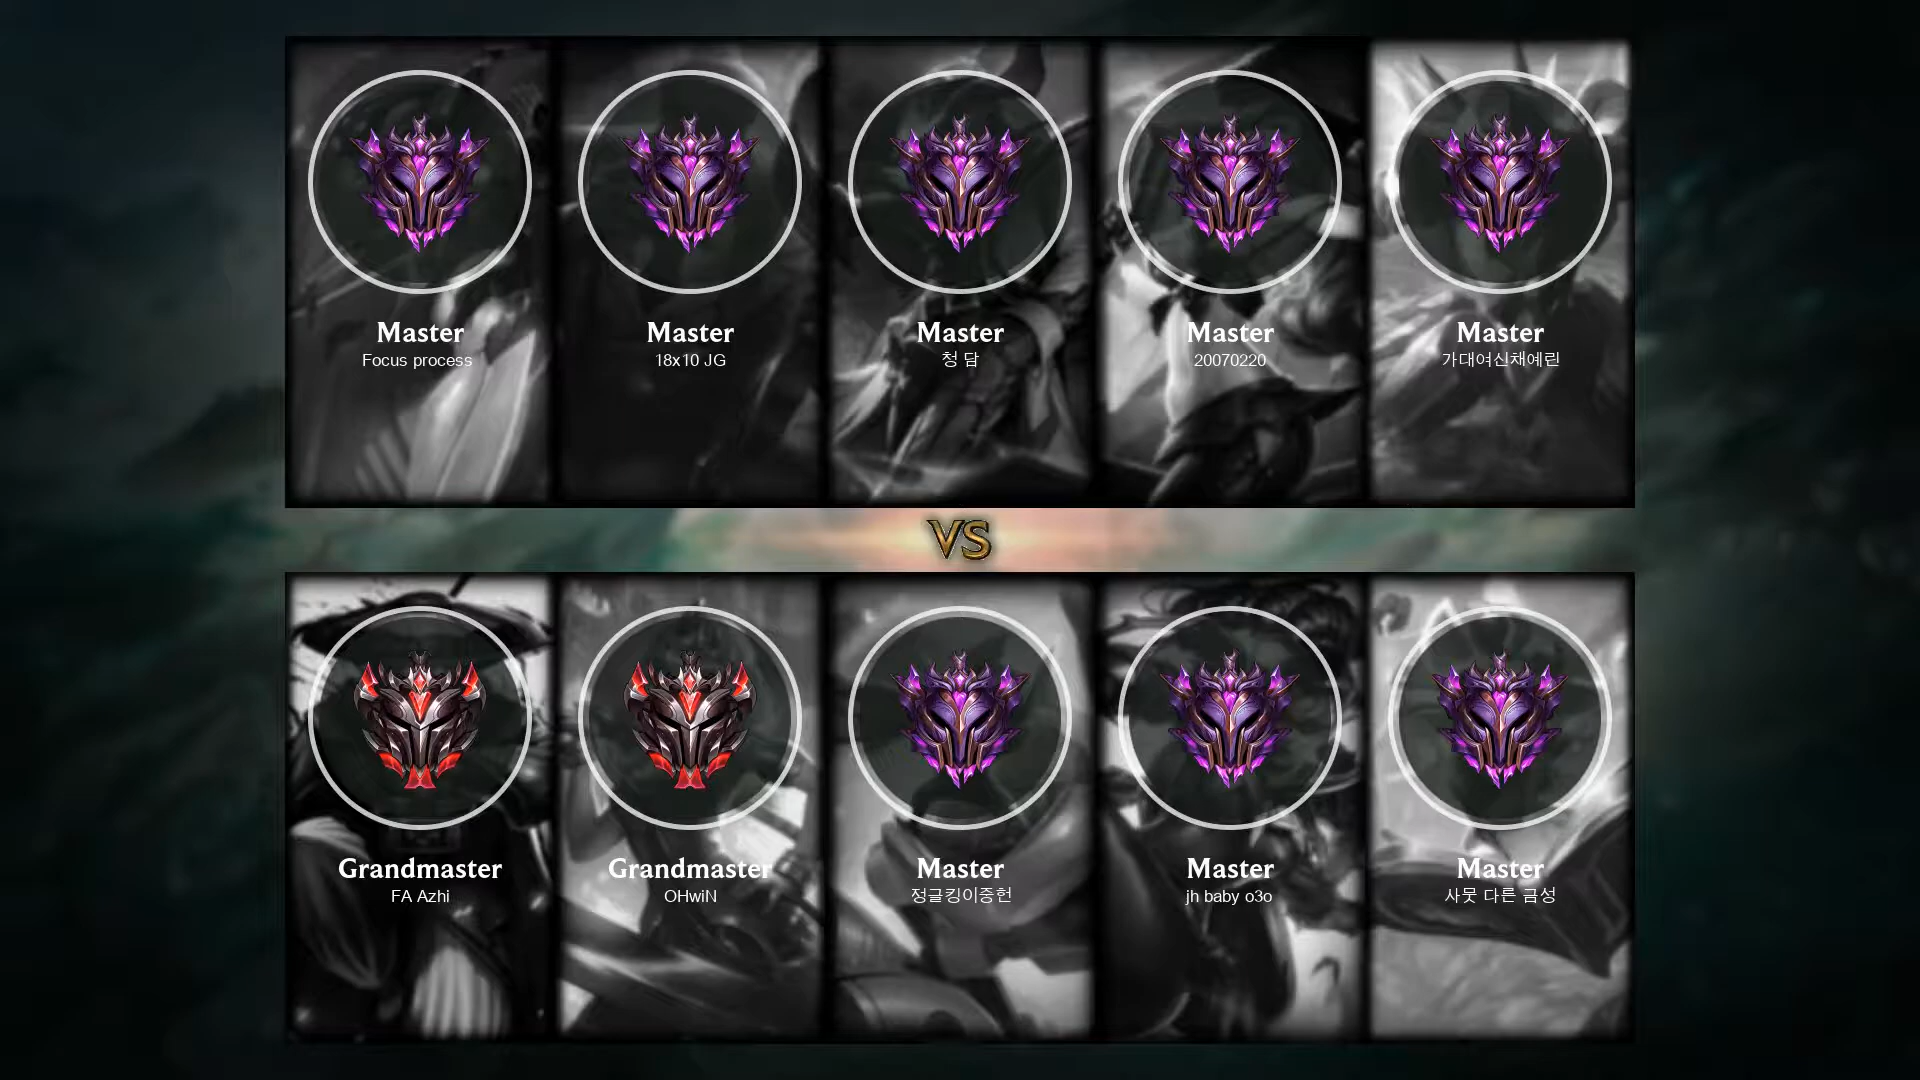 Master
Focus process
Master
18x10 JG
Master
청 담
Master
20070220
Master
가대여신채예린
VS
Grandmaster
FA Azhi
Grandmaster
OHwiN
Master
정글킹이중헌
Master
jh baby o3o
Master
사뭇 다른 금성